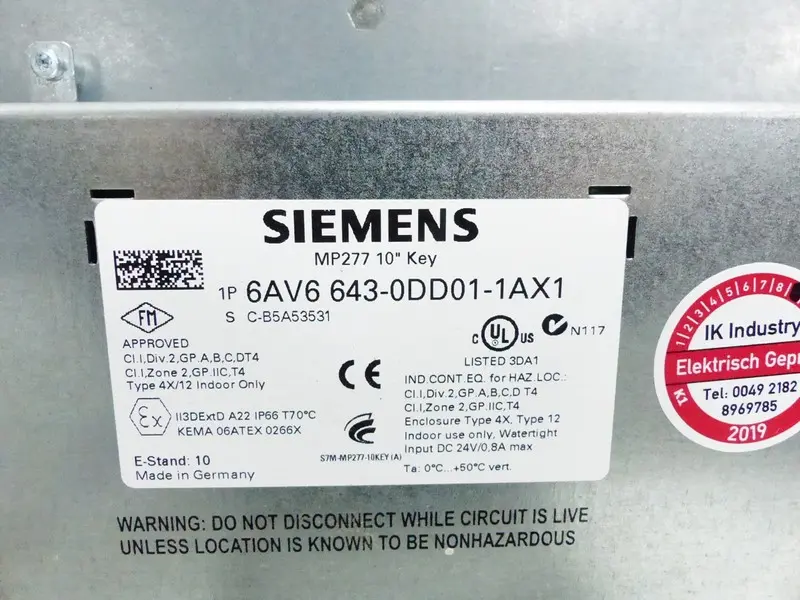 SIEMENS
MP277 10" Key
1P 6AV6 643-0DD01-1AX1
S C-B5A53531
FM
APPROVED
Cl.I,Div.2,GP.A,B,C,DT4
Cl.I,Zone 2,GP.IIC,T4
Type 4X/12 Indoor Only
Ex
II3DExtD A22 IP66 T70°C
KEMA 06ATEX 0266X
E-Stand: 10
Made in Germany
CE
S7M-MP277-10KEY (A)
c UL us
N117
LISTED 3DA1
IND.CONT.EQ. for HAZ.LOC.:
Cl.I,Div.2,GP.A,B,C,D T4
Cl.I,Zone 2,GP.IIC,T4
Enclosure Type 4X, Type 12
Indoor use only, Watertight
Input DC 24V/0,8A max
Ta: 0°C...+50°C vert.
WARNING: DO NOT DISCONNECT WHILE CIRCUIT IS LIVE
UNLESS LOCATION IS KNOWN TO BE NONHAZARDOUS
1 2 3 4 5 6 7 8
IK Industry
Elektrisch Gepr
K1
Tel: 0049 2182
8969785
2019